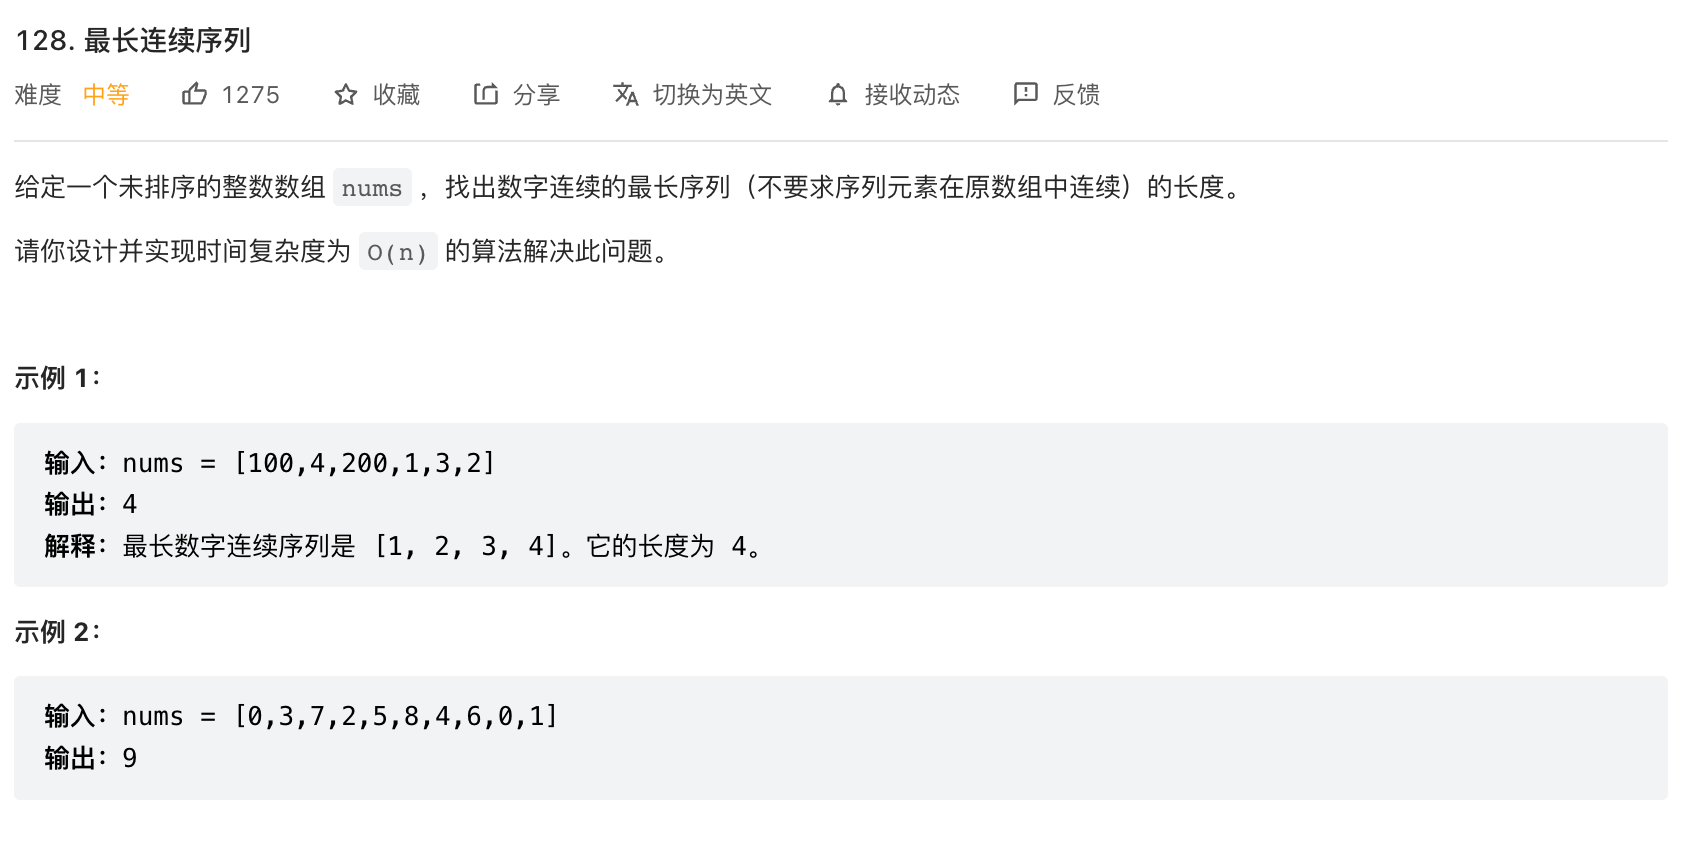 128. 最长连续序列
难度 中等 1275 收藏 分享 切换为英文 接收动态 反馈
给定一个未排序的整数数组 nums ，找出数字连续的最长序列（不要求序列元素在原数组中连续）的长度。
请你设计并实现时间复杂度为 O(n) 的算法解决此问题。
示例 1：
输入：nums = [100,4,200,1,3,2]
输出：4
解释：最长数字连续序列是 [1, 2, 3, 4]。它的长度为 4。
示例 2：
输入：nums = [0,3,7,2,5,8,4,6,0,1]
输出：9